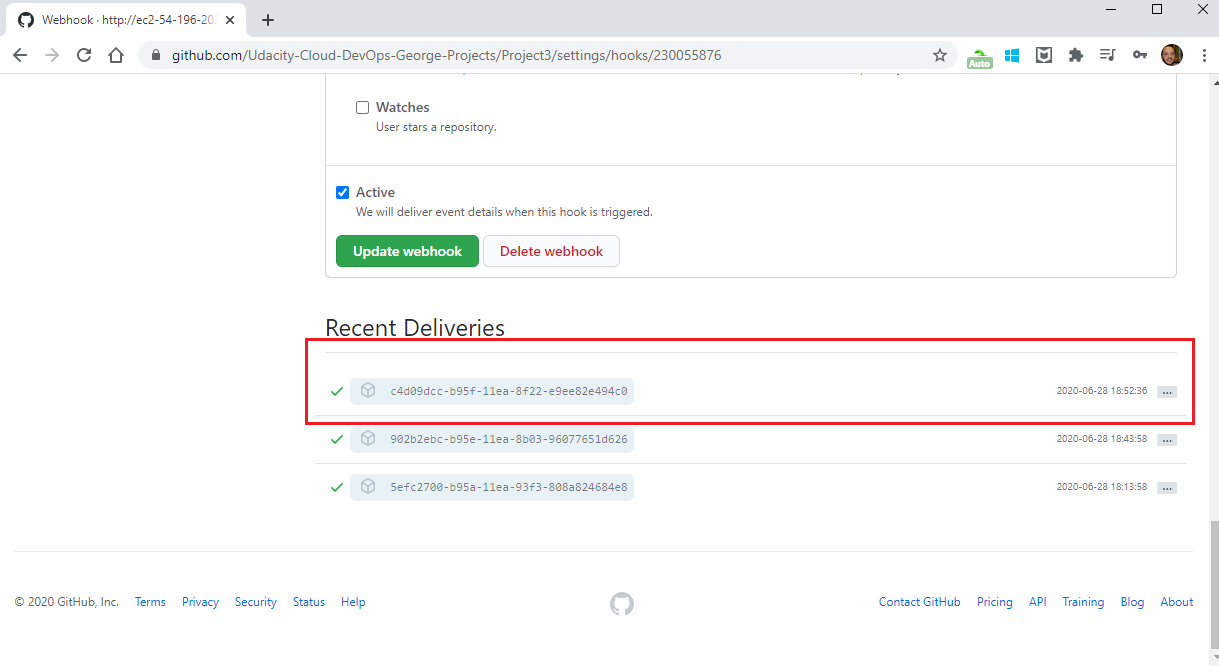 Webhook · http://ec2-54-196-20
github.com/Udacity-Cloud-DevOps-George-Projects/Project3/settings/hooks/230055876
Auto
Watches
User stars a repository.
Active
We will deliver event details when this hook is triggered.
Update webhook Delete webhook
Recent Deliveries
c4d09dcc-b95f-11ea-8f22-e9ee82e494c0 2020-06-28 18:52:36 ...
902b2ebc-b95e-11ea-8b03-96077651d626 2020-06-28 18:43:58 ...
5efc2700-b95a-11ea-93f3-808a824684e8 2020-06-28 18:13:58 ...
© 2020 GitHub, Inc. Terms Privacy Security Status Help Contact GitHub Pricing API Training Blog About